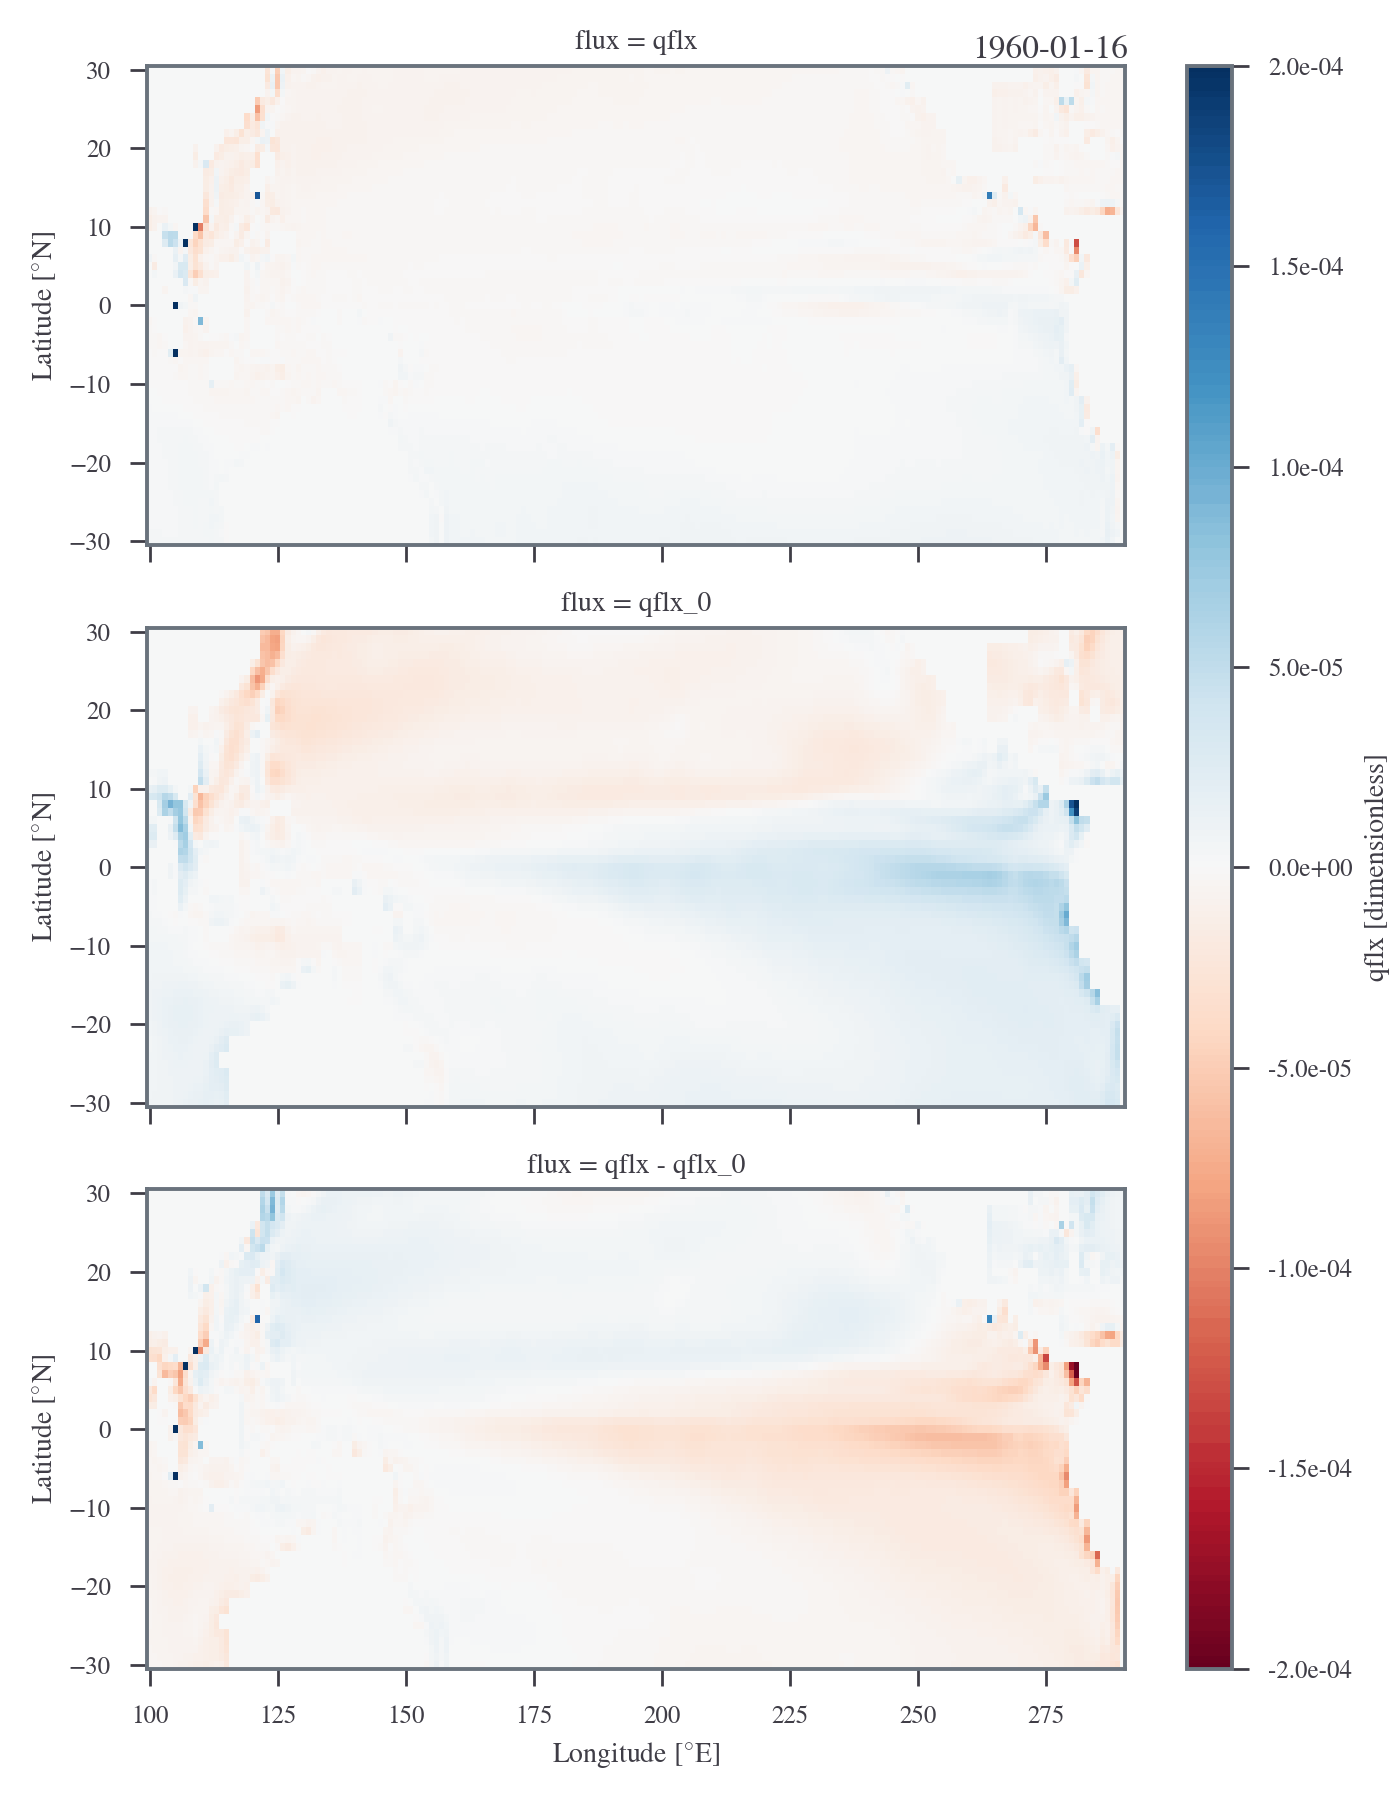 flux = qflx
1960-01-16
30
20
10
0
−10
−20
−30
Latitude [°N]
flux = qflx_0
30
20
10
0
−10
−20
−30
Latitude [°N]
flux = qflx - qflx_0
30
20
10
0
−10
−20
−30
Latitude [°N]
100 125 150 175 200 225 250 275
Longitude [°E]
2.0e-04
1.5e-04
1.0e-04
5.0e-05
0.0e+00
-5.0e-05
-1.0e-04
-1.5e-04
-2.0e-04
qflx [dimensionless]